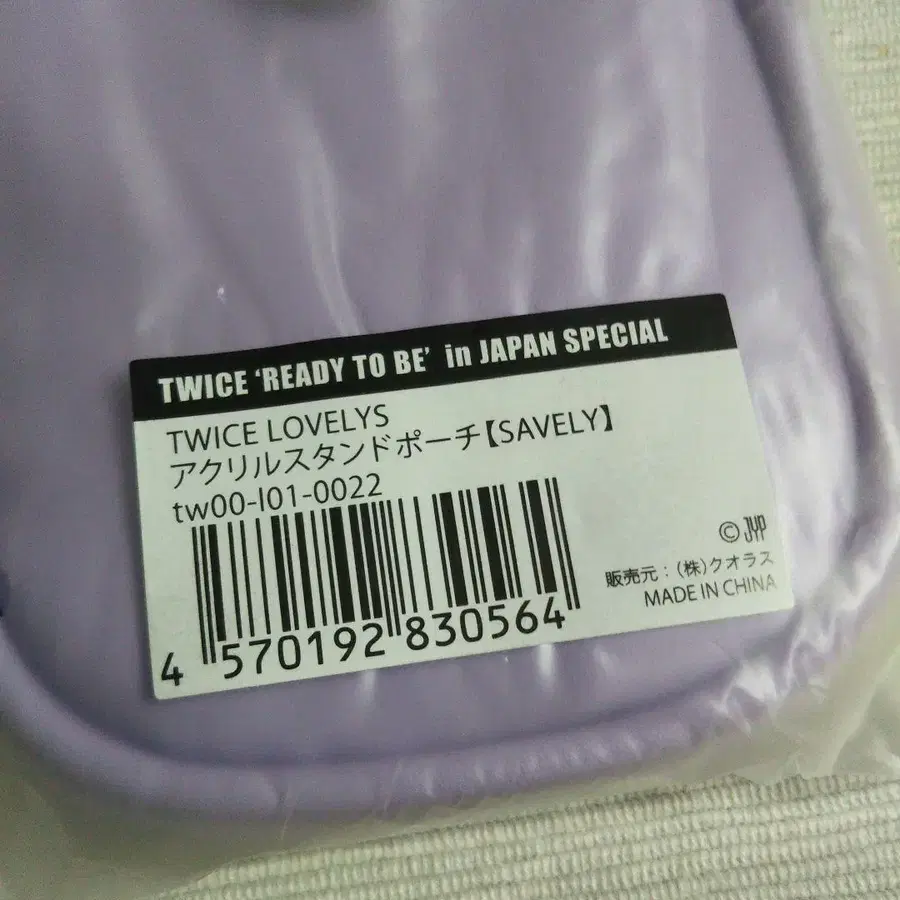 TWICE ‘READY TO BE’ in JAPAN SPECIAL
TWICE LOVELYS
アクリルスタンドポーチ【SAVELY】
tw00-l01-0022
4 570192 830564
© JYP
販売元：（株）クオラス
MADE IN CHINA